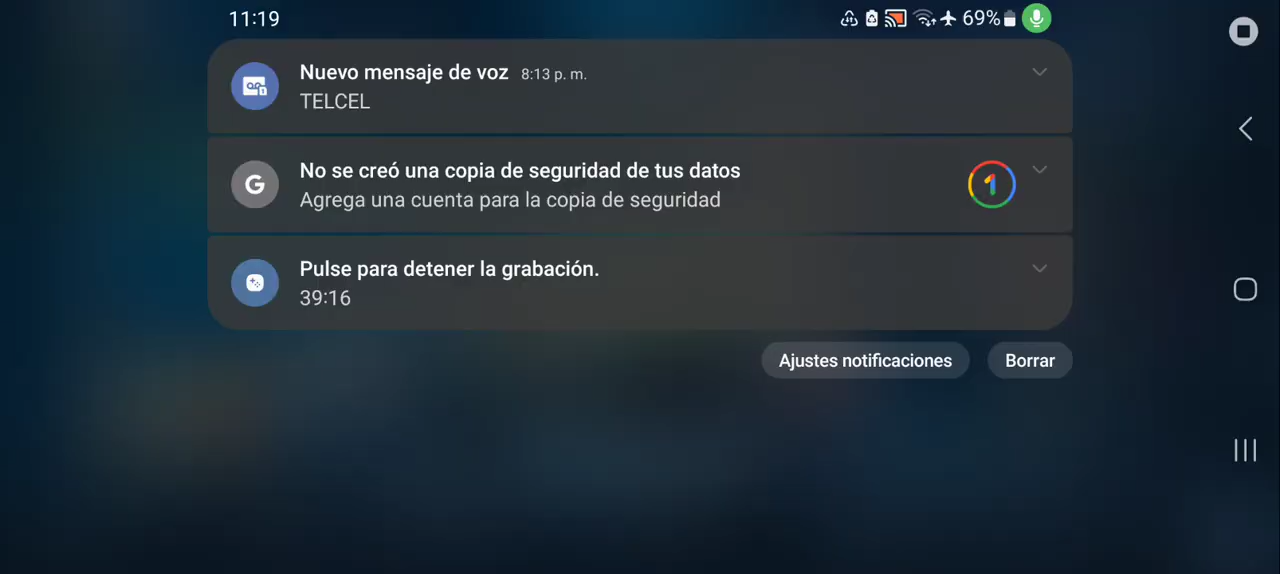 11:19
69%
Nuevo mensaje de voz 8:13 p. m.
TELCEL
No se creó una copia de seguridad de tus datos
Agrega una cuenta para la copia de seguridad
Pulse para detener la grabación.
39:16
Ajustes notificaciones
Borrar